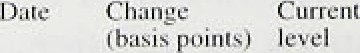 Date Change Current
(basis points) level